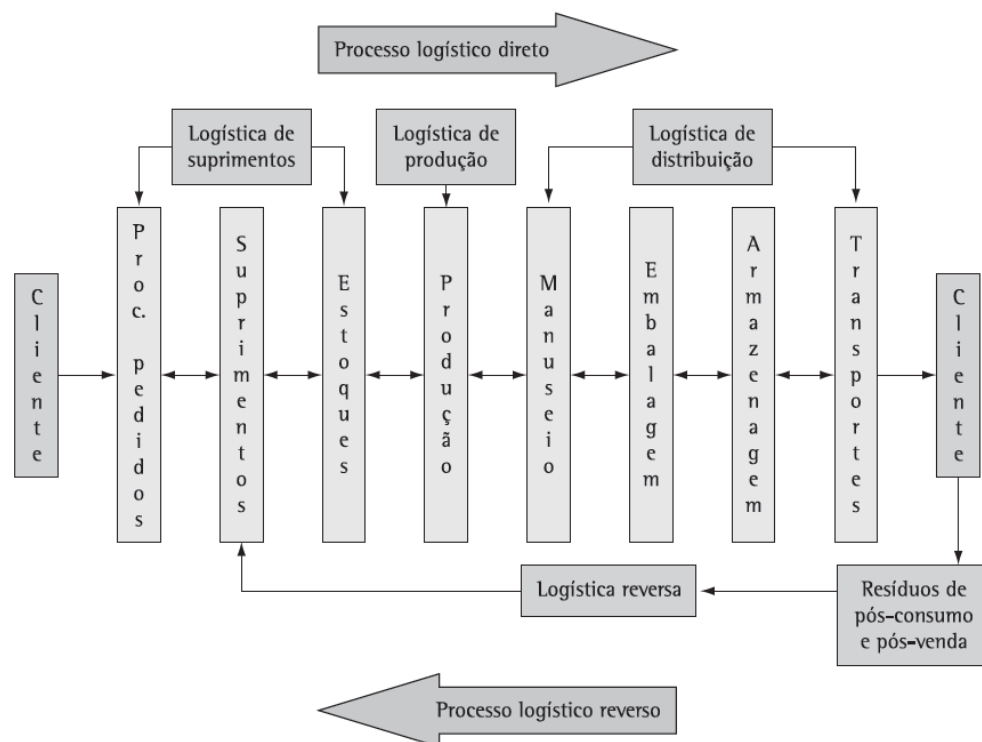 Processo logístico direto
Logística de
suprimentos
Logística de
produção
Logística de
distribuição
Cliente
Proc. pedidos
Suprimentos
Estoques
Produção
Manuseio
Embalagem
Armazenagem
Transportes
Cliente
Logística reversa
Resíduos de
pós-consumo
e pós-venda
Processo logístico reverso